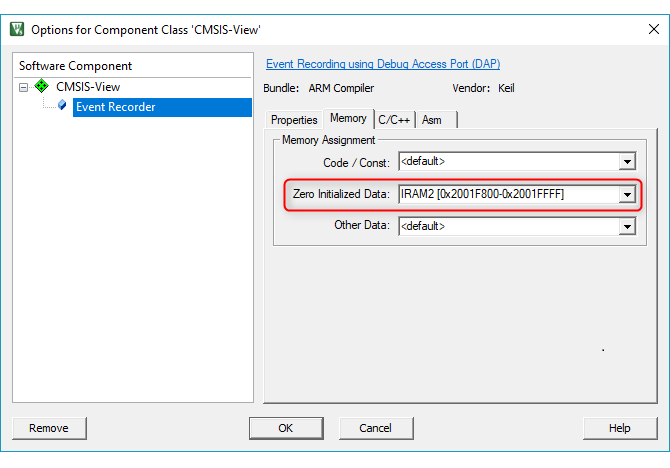 Options for Component Class 'CMSIS-View'
Software Component
CMSIS-View
Event Recorder
Event Recording using Debug Access Port (DAP)
Bundle: ARM Compiler Vendor: Keil
Properties Memory C/C++ Asm
Memory Assignment
Code / Const: <default>
Zero Initialized Data: IRAM2 [0x2001F800-0x2001FFFF]
Other Data: <default>
.
Remove OK Cancel Help